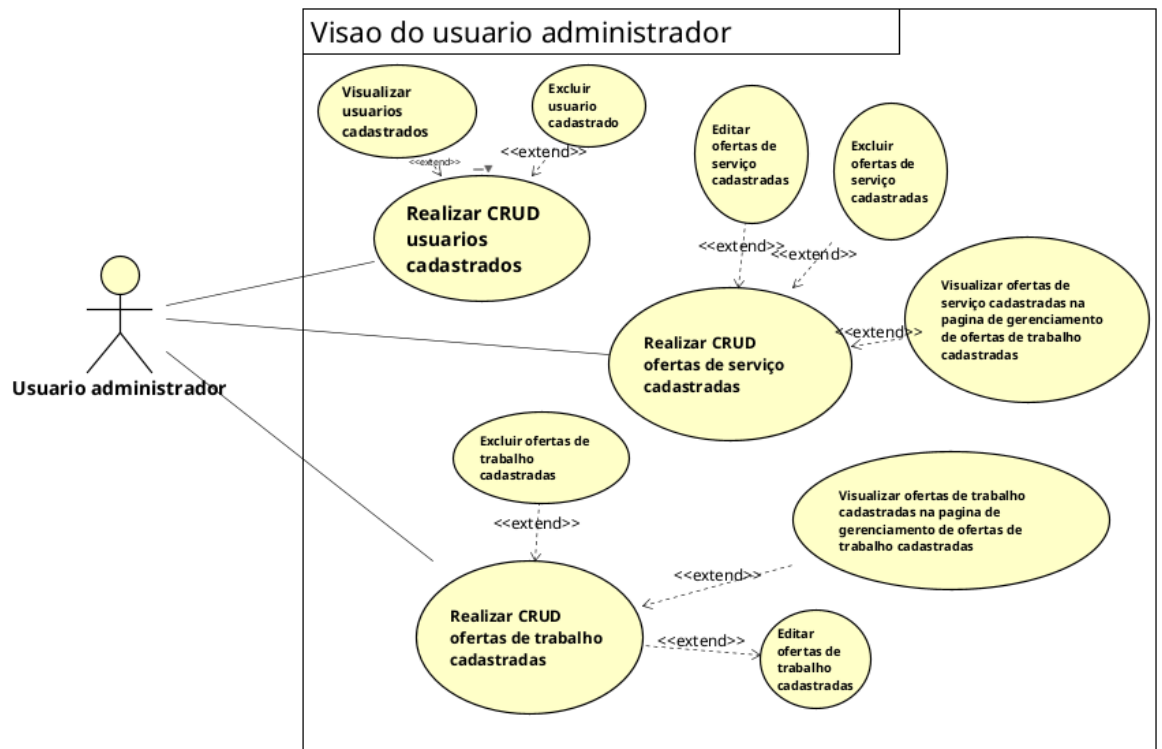 Visao do usuario administrador
Visualizar
usuarios
cadastrados
Excluir
usuario
cadastrado
<<extend>>
<<extend>>
Realizar CRUD
usuarios
cadastrados
Editar
ofertas de
serviço
cadastradas
Excluir
ofertas de
serviço
cadastradas
<<extend>>
<<extend>>
Visualizar ofertas de
serviço cadastradas na
pagina de gerenciamento
de ofertas de trabalho
cadastradas
<<extend>>
Realizar CRUD
ofertas de serviço
cadastradas
Usuario administrador
Excluir ofertas de
trabalho
cadastradas
<<extend>>
Visualizar ofertas de trabalho
cadastradas na pagina de
gerenciamento de ofertas de
trabalho cadastradas
<<extend>>
Realizar CRUD
ofertas de trabalho
cadastradas
<<extend>>
Editar
ofertas de
trabalho
cadastradas